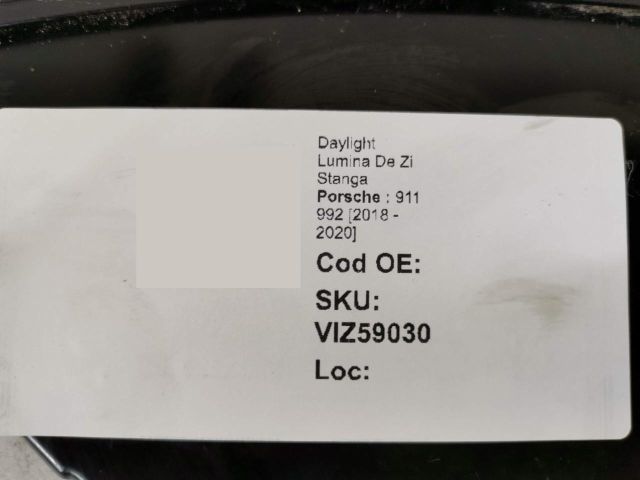 Daylight
Lumina De Zi
Stanga
Porsche : 911
992 [2018 -
2020]
Cod OE:
SKU:
VIZ59030
Loc: